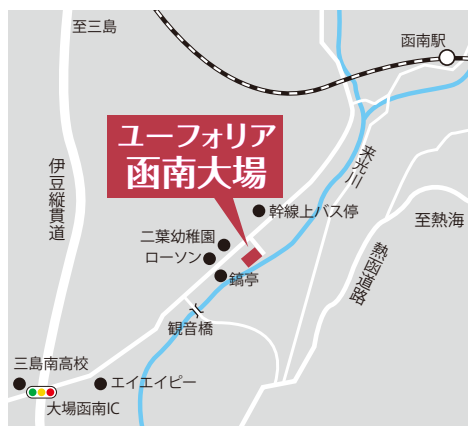 至三島
函南駅
ユーフォリア
函南大場
来光川
伊豆縦貫道
幹線上バス停
至熱海
二葉幼稚園
ローソン
鏑亭
熱函道路
観音橋
三島南高校
エイエイピー
大場函南IC